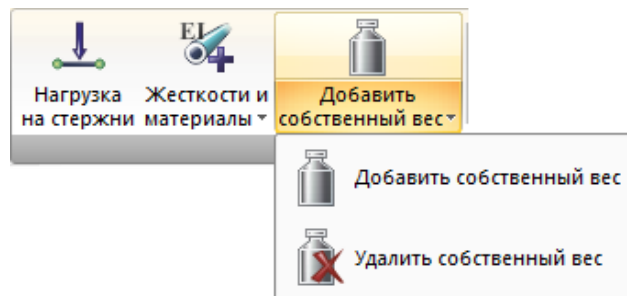 EI
Нагрузка Жесткости и Добавить
на стержни материалы собственный вес
Добавить собственный вес
Удалить собственный вес